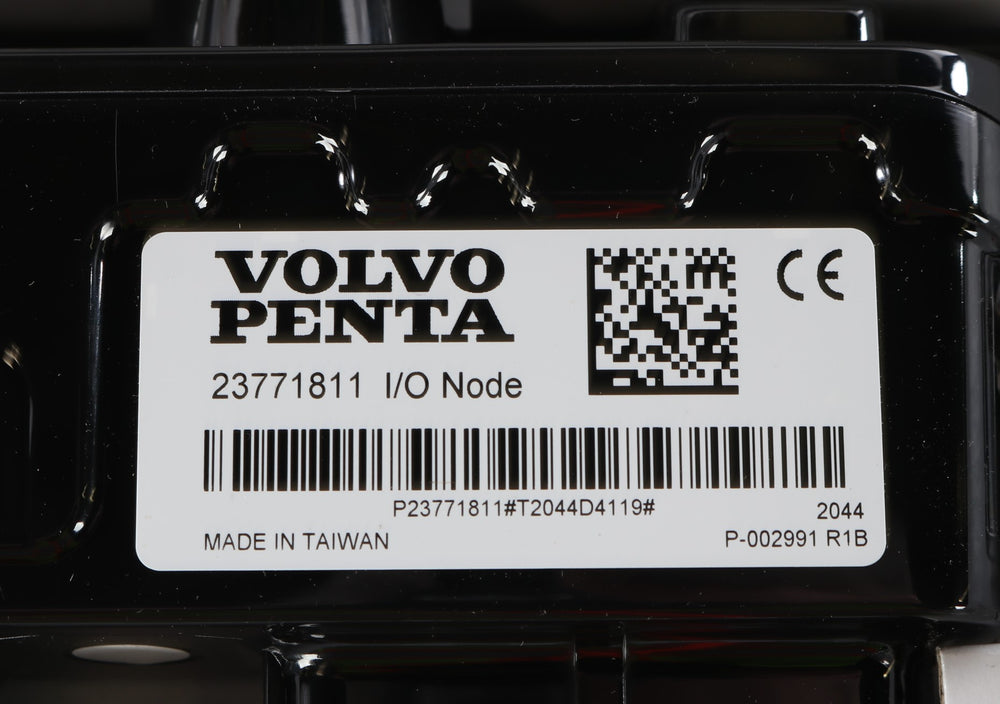 VOLVO
PENTA
CE
23771811 I/O Node
P23771811#T2044D4119#
2044
MADE IN TAIWAN
P-002991 R1B